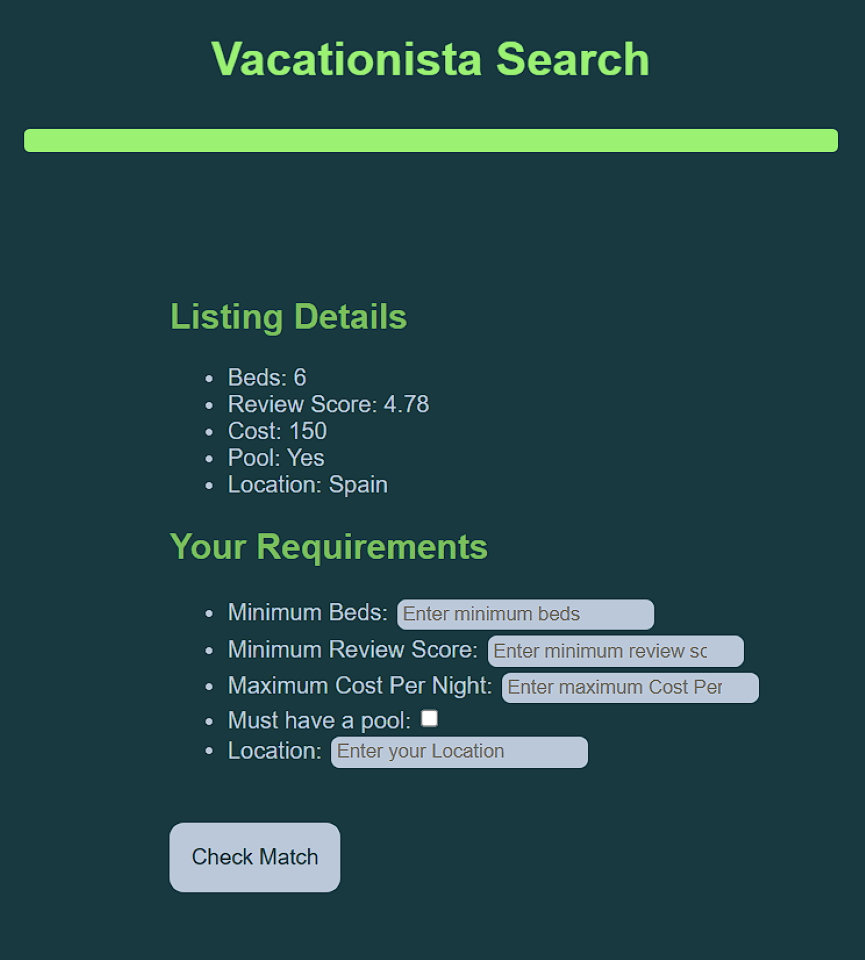 Vacationista Search
Listing Details
Beds: 6
Review Score: 4.78
Cost: 150
Pool: Yes
Location: Spain
Your Requirements
Minimum Beds: Enter minimum beds
Minimum Review Score: Enter minimum review sc
Maximum Cost Per Night: Enter maximum Cost Per
Must have a pool:
Location: Enter your Location
Check Match